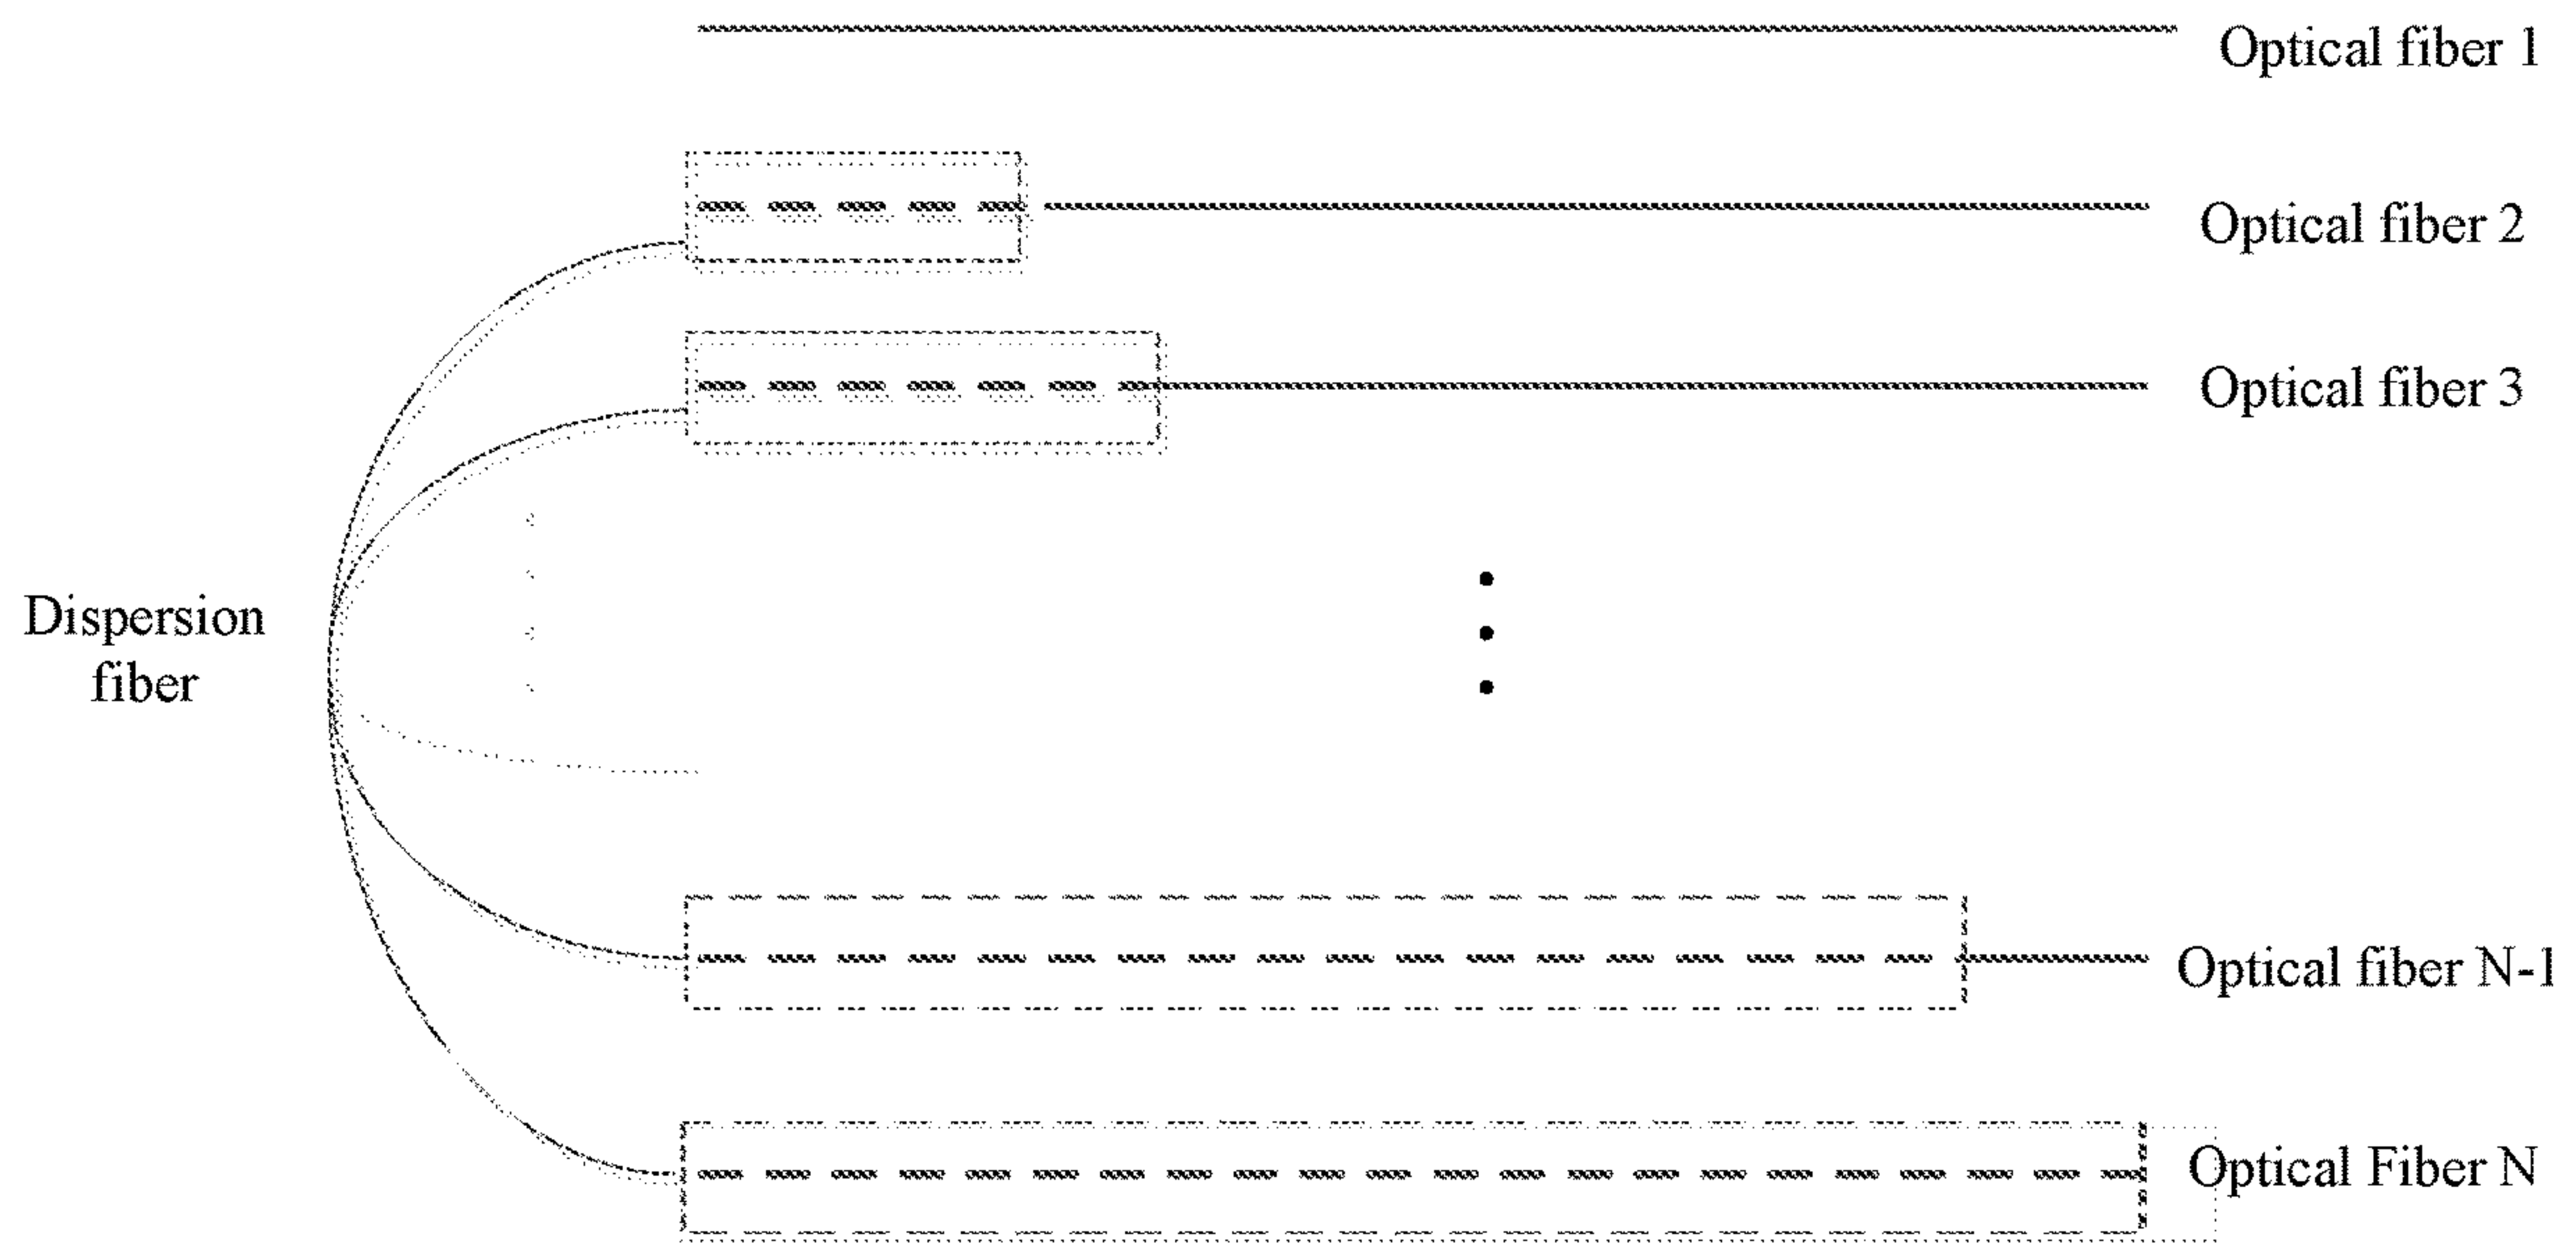 Optical fiber 1
Optical fiber 2
Optical fiber 3
Dispersion
fiber
Optical fiber N-1
Optical Fiber N